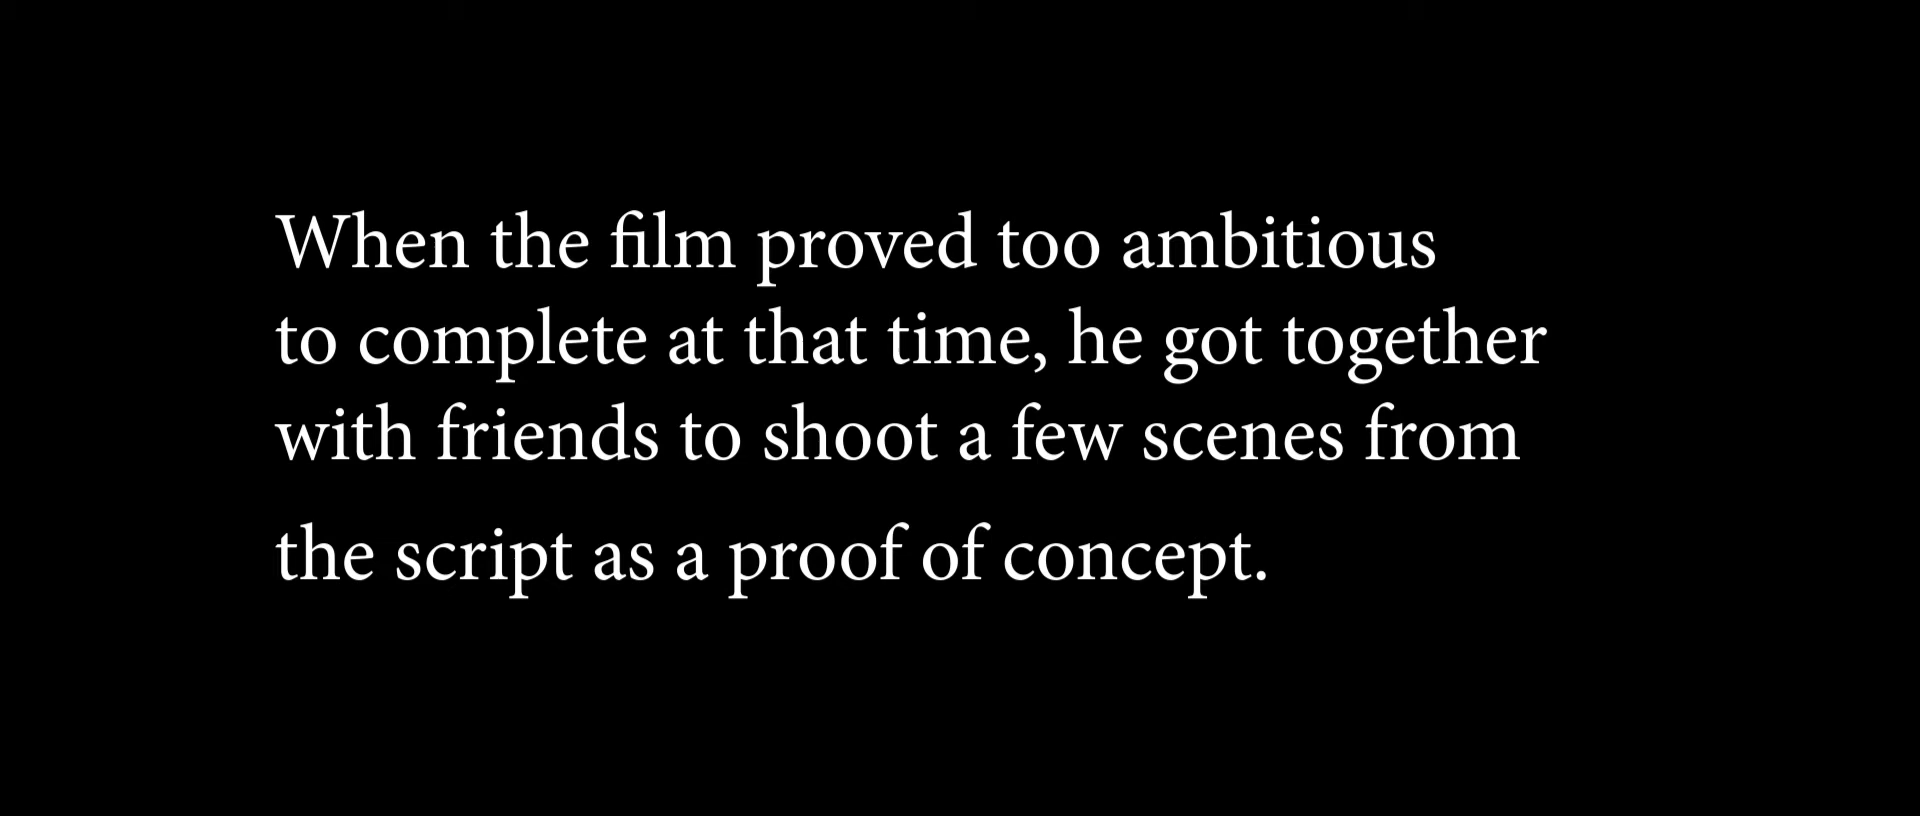 When the film proved too ambitious
to complete at that time, he got together
with friends to shoot a few scenes from
the script as a proof of concept.